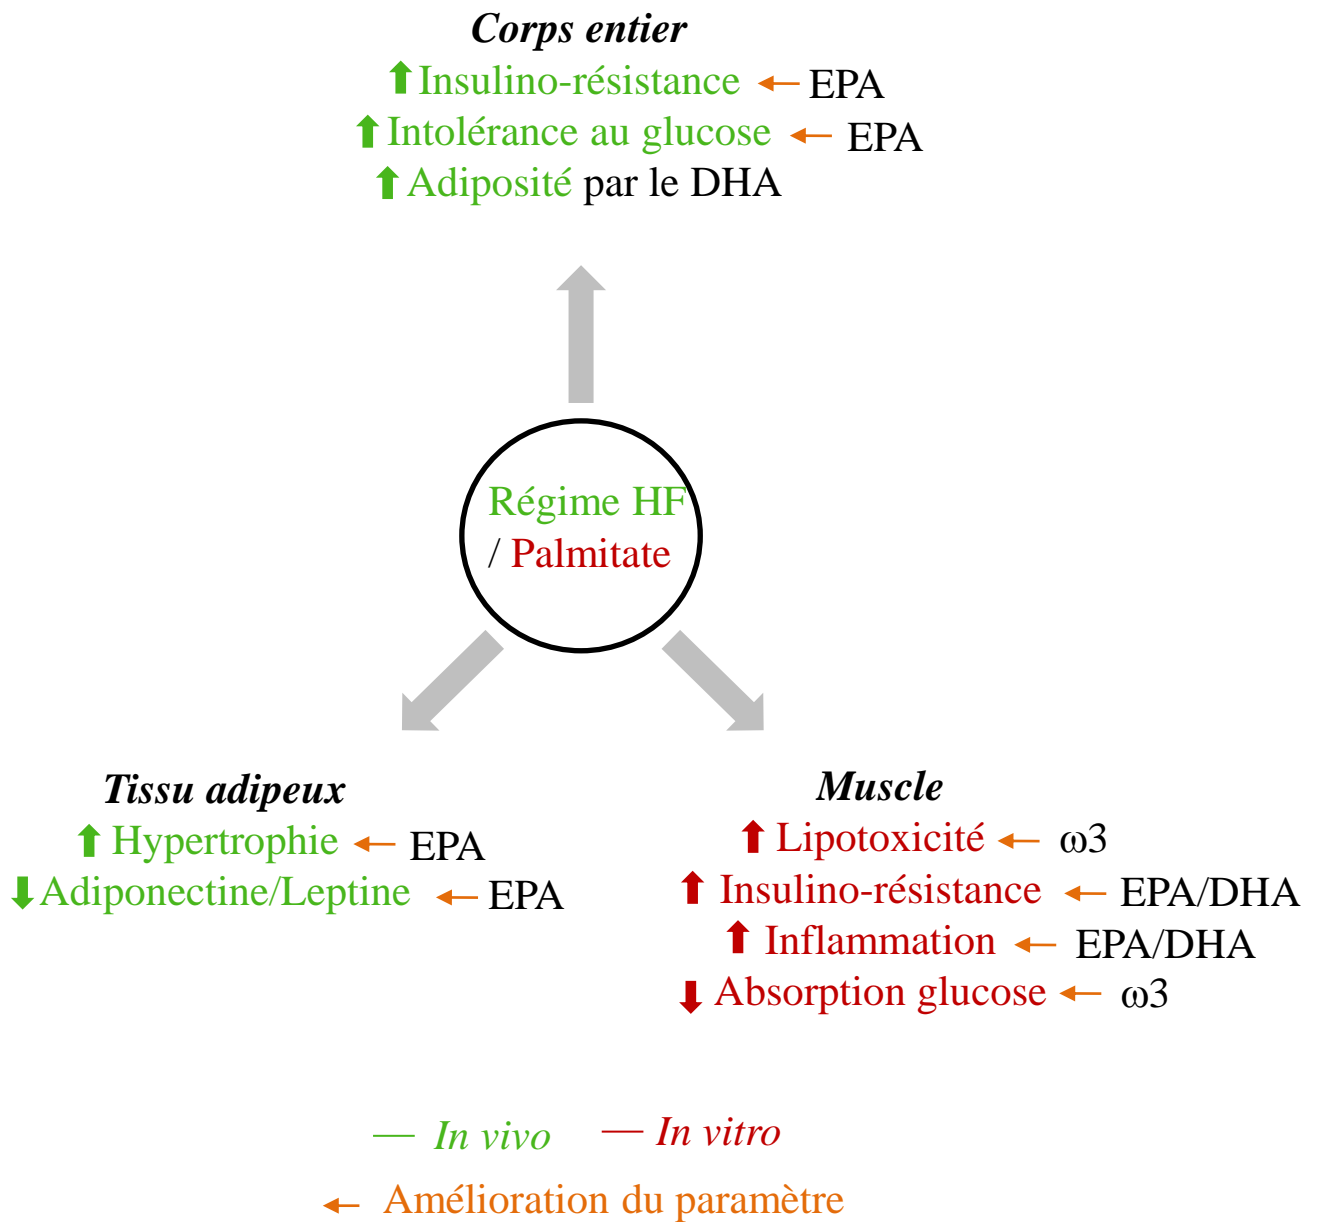 Corps entier
Insulino-résistance EPA
Intolérance au glucose EPA
Adiposité par le DHA
Régime HF
/ Palmitate
Tissu adipeux
Hypertrophie EPA
Adiponectine/Leptine EPA
Muscle
Lipotoxicité ω3
Insulino-résistance EPA/DHA
Inflammation EPA/DHA
Absorption glucose ω3
In vivo
In vitro
Amélioration du paramètre